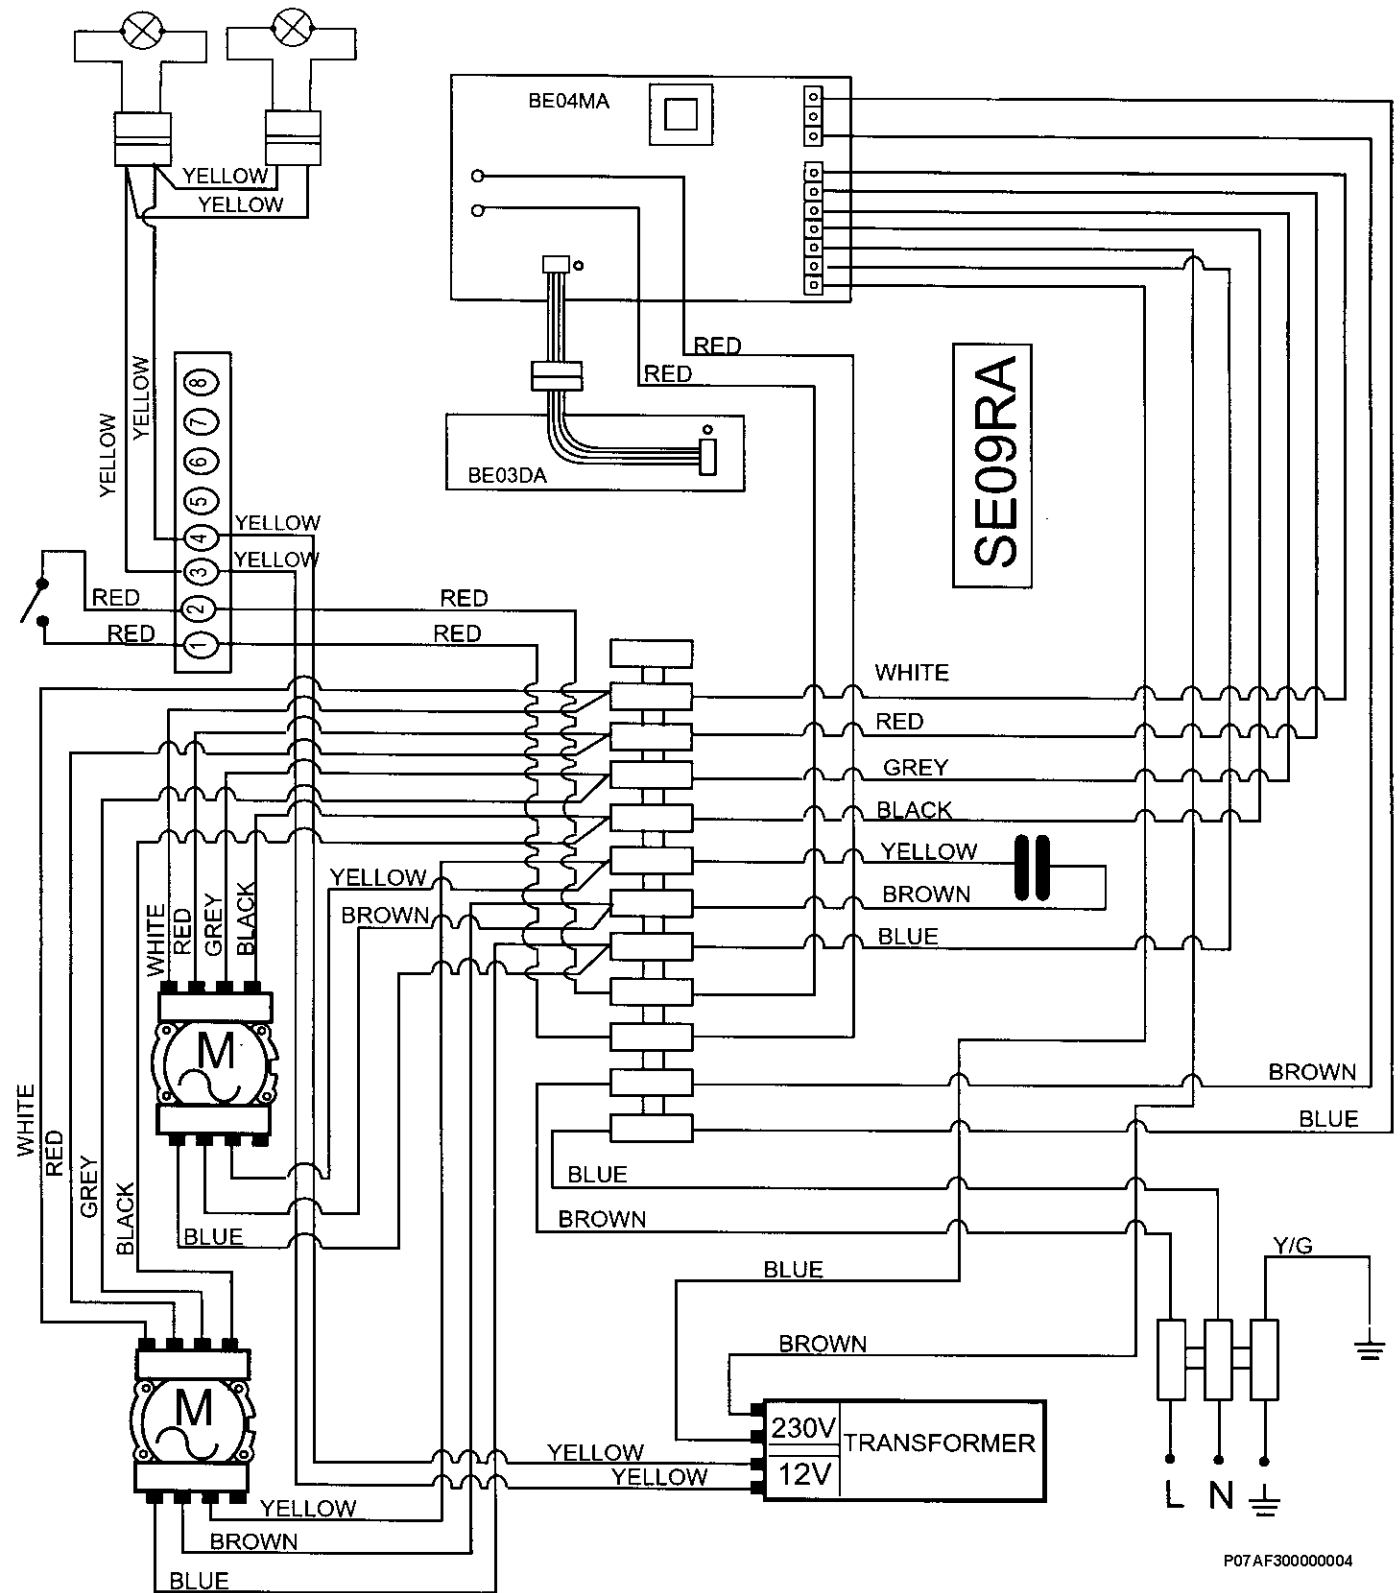 BE04MA
YELLOW
YELLOW
RED
RED
SE09RA
BE03DA
YELLOW
YELLOW
8
7
6
5
4
3
2
1
YELLOW
YELLOW
RED
RED
RED
RED
WHITE
RED
GREY
BLACK
YELLOW
BROWN
BLUE
YELLOW
BROWN
WHITE
RED
GREY
BLACK
M
BROWN
BLUE
WHITE
RED
GREY
BLACK
BLUE
BROWN
BLUE
Y/G
BLUE
BROWN
M
230V
12V
TRANSFORMER
YELLOW
YELLOW
YELLOW
BROWN
BLUE
L N
P07AF300000004